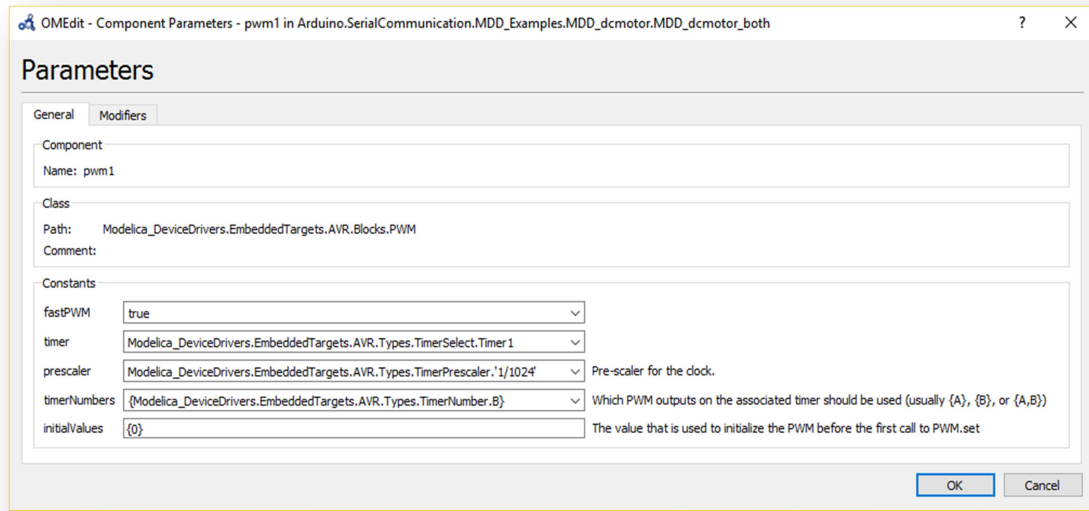 OMEdit - Component Parameters - pwm1 in Arduino.SerialCommunication.MDD_Examples.MDD_dcmotor.MDD_dcmotor_both
?
Parameters
General Modifiers
Component
Name: pwm1
Class
Path: Modelica_DeviceDrivers.EmbeddedTargets.AVR.Blocks.PWM
Comment:
Constants
fastPWM true
timer Modelica_DeviceDrivers.EmbeddedTargets.AVR.Types.TimerSelect.Timer1
prescaler Modelica_DeviceDrivers.EmbeddedTargets.AVR.Types.TimerPrescaler.'1/1024' Pre-scaler for the clock.
timerNumbers {Modelica_DeviceDrivers.EmbeddedTargets.AVR.Types.TimerNumber.B} Which PWM outputs on the associated timer should be used (usually {A}, {B}, or {A,B})
initialValues {0} The value that is used to initialize the PWM before the first call to PWM.set
OK Cancel